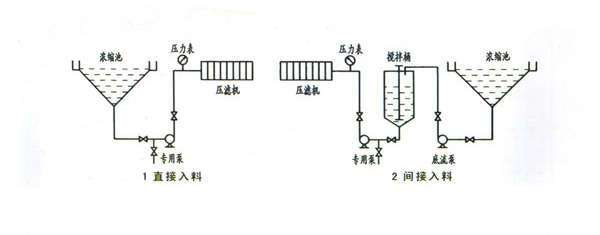 浓缩池
压力表
压滤机
专用泵
1 直接入料
压力表
压滤机
搅拌桶
浓缩池
专用泵
底流泵
2 间接入料